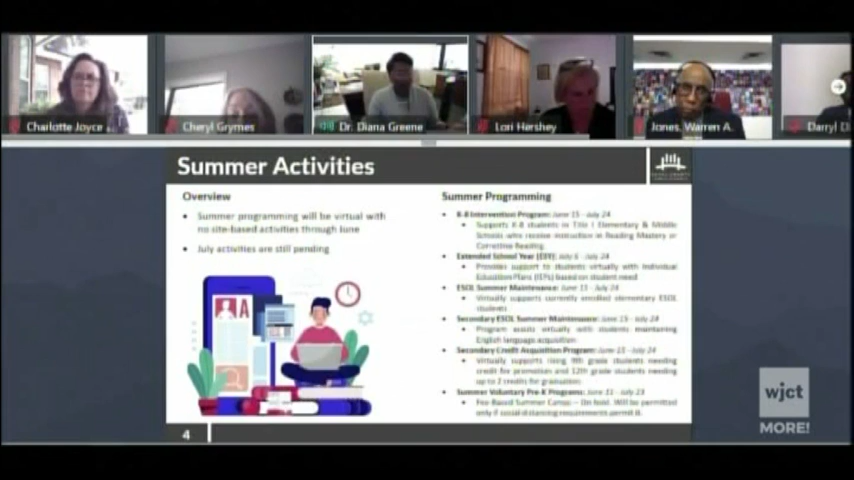 Charlotte Joyce
Cheryl Grymes
Dr. Diana Greene
Lori Hershey
Jones, Warren A.
Darryl
Summer Activities
Overview
• Summer programming will be virtual with
no site-based activities through June
• July activities are still pending
A
Summer Programming
• K-8 Intervention Program: June 15 - July 24
• Supports K-8 students in Title I Elementary & Middle
Schools who receive instruction in Reading Mastery or
Corrective Reading.
• Extended School Year (ESY): July 6 - July 24
• Provides support to students virtually with Individual
Education Plans (IEPs) based on student need
• ESOL Summer Maintenance: June 15 - July 24
• Virtually supports currently enrolled elementary ESOL
students
• Secondary ESOL Summer Maintenance: June 15 - July 24
• Program assists virtually with students maintaining
English language acquisition
• Secondary Credit Acquisition Program: June 15 - July 24
• Virtually supports rising 9th grade students needing
credit for promotion and 12th grade students needing
up to 2 credits for graduation
• Summer Voluntary Pre-K Programs: June 11 - July 23
• Fee-Based Summer Camps – On hold. Will be permitted
only if social-distancing requirements permit it.
4
wjct
MORE!